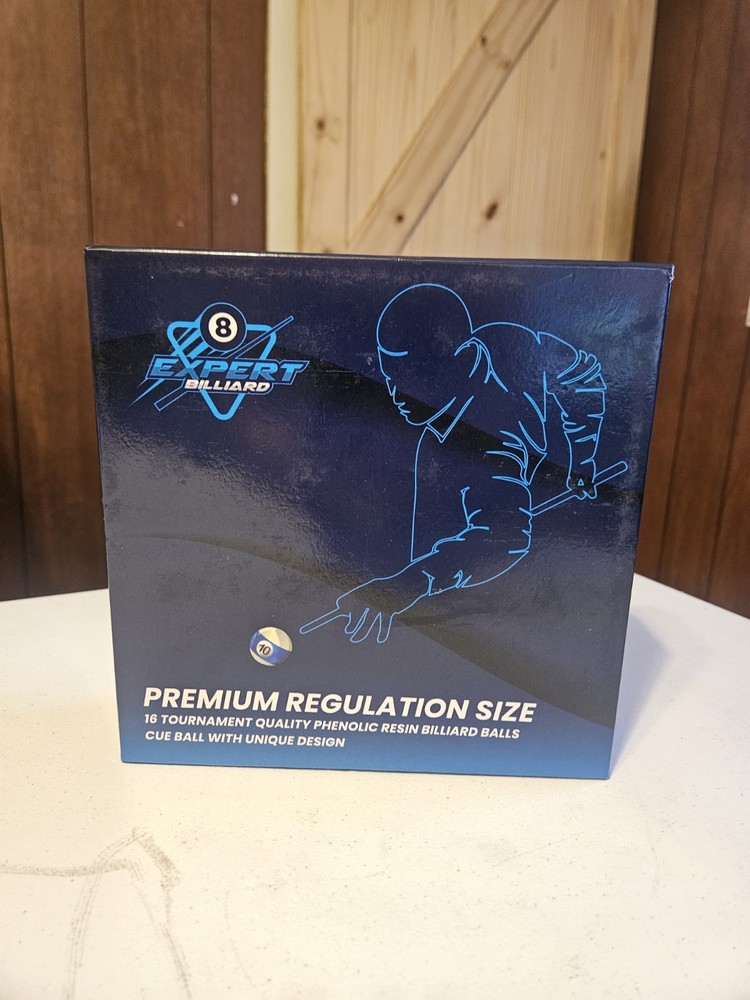 8
EXPERT
BILLIARD
10
PREMIUM REGULATION SIZE
16 TOURNAMENT QUALITY PHENOLIC RESIN BILLIARD BALLS
CUE BALL WITH UNIQUE DESIGN